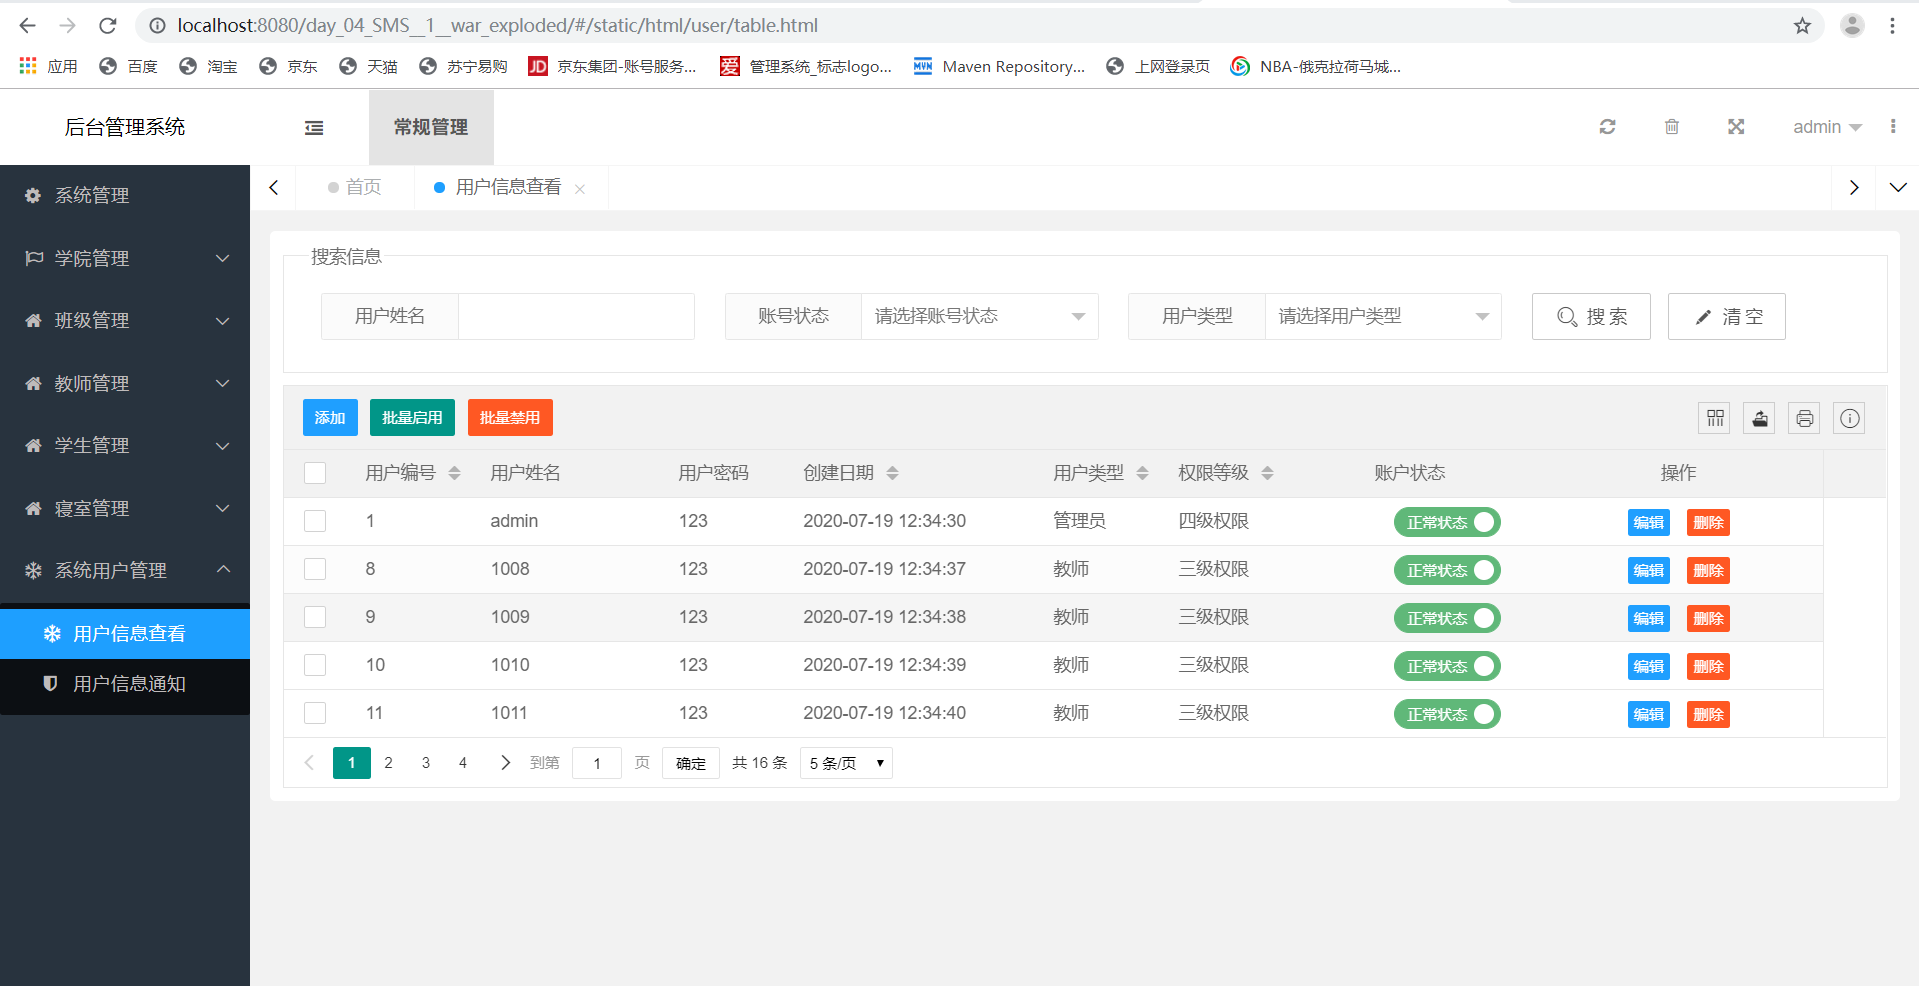 localhost:8080/day_04_SMS__1__war_exploded/#/static/html/user/table.html
应用 百度 淘宝 京东 天猫 苏宁易购 JD 京东集团-账号服务... 爱 管理系统_标志logo... MVN Maven Repository:... 上网登录页 NBA-俄克拉荷马城...
后台管理系统 常规管理 admin
系统管理
学院管理
班级管理
教师管理
学生管理
寝室管理
系统用户管理
用户信息查看
用户信息通知
首页 用户信息查看
搜索信息
用户姓名 账号状态 请选择账号状态 用户类型 请选择用户类型 搜 索 清 空
添加 批量启用 批量禁用
用户编号 用户姓名 用户密码 创建日期 用户类型 权限等级 账户状态 操作
1 admin 123 2020-07-19 12:34:30 管理员 四级权限 正常状态 编辑 删除
8 1008 123 2020-07-19 12:34:37 教师 三级权限 正常状态 编辑 删除
9 1009 123 2020-07-19 12:34:38 教师 三级权限 正常状态 编辑 删除
10 1010 123 2020-07-19 12:34:39 教师 三级权限 正常状态 编辑 删除
11 1011 123 2020-07-19 12:34:40 教师 三级权限 正常状态 编辑 删除
1 2 3 4 到第 1 页 确定 共 16 条 5 条/页